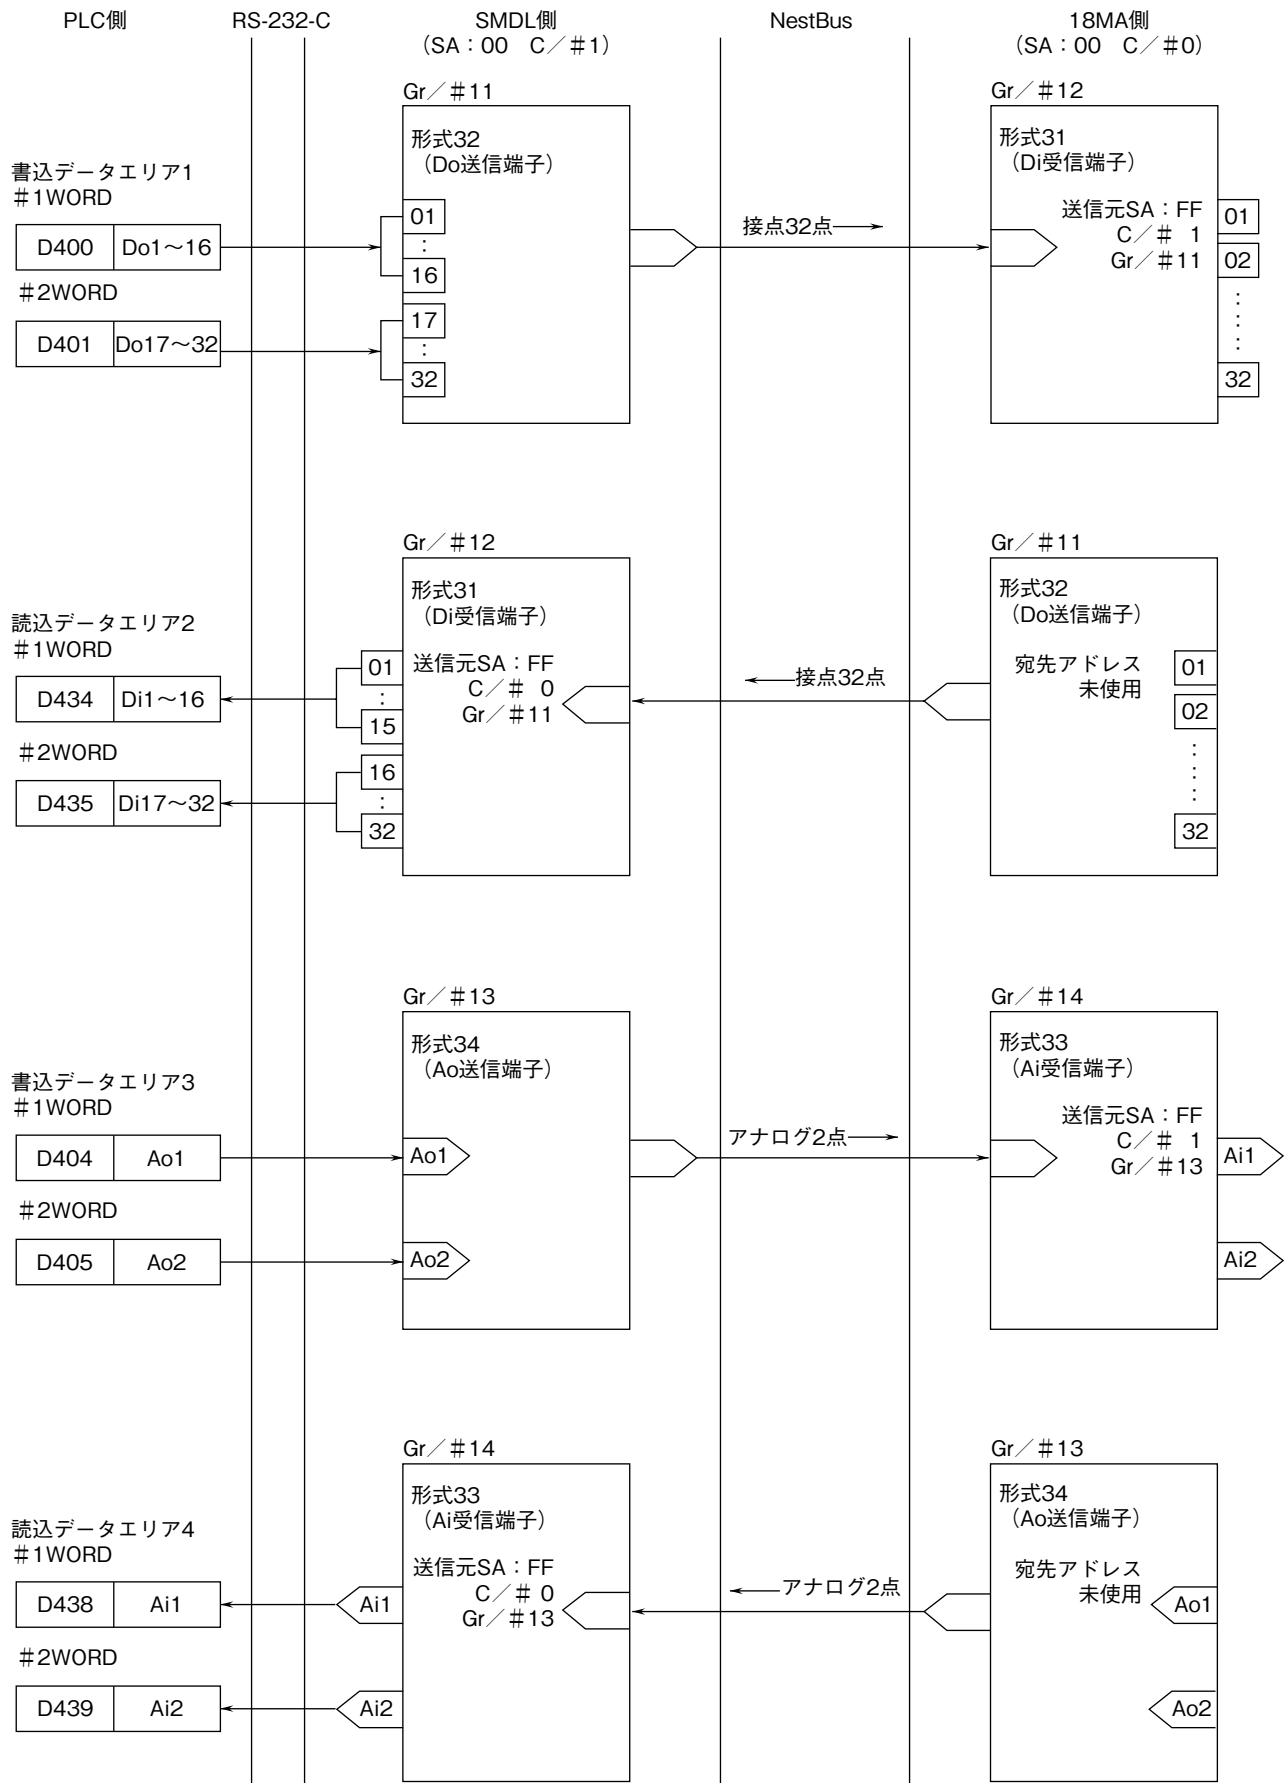 PLC側
RS-232-C
SMDL側
（SA：00　C／＃1）
NestBus
18MA側
（SA：00　C／＃0）
Gr／＃11
Gr／＃12
形式32
（Do送信端子）
形式31
（Di受信端子）
書込データエリア1
＃1WORD
D400 Do1〜16
01
：
16
接点32点
送信元SA：FF
C／＃ 1
Gr／＃11
01
02
32
＃2WORD
D401 Do17〜32
17
：
32
Gr／＃12
Gr／＃11
形式31
（Di受信端子）
形式32
（Do送信端子）
読込データエリア2
＃1WORD
D434 Di1〜16
01
：
15
送信元SA：FF
C／＃ 0
Gr／＃11
接点32点
宛先アドレス
未使用
01
02
32
＃2WORD
D435 Di17〜32
16
：
32
Gr／＃13
Gr／＃14
形式34
（Ao送信端子）
形式33
（Ai受信端子）
書込データエリア3
＃1WORD
D404 Ao1
Ao1
アナログ2点
送信元SA：FF
C／＃ 1
Gr／＃13
Ai1
＃2WORD
D405 Ao2
Ao2
Ai2
Gr／＃14
Gr／＃13
形式33
（Ai受信端子）
形式34
（Ao送信端子）
読込データエリア4
＃1WORD
D438 Ai1
Ai1
送信元SA：FF
C／＃ 0
Gr／＃13
アナログ2点
宛先アドレス
未使用
Ao1
＃2WORD
D439 Ai2
Ai2
Ao2